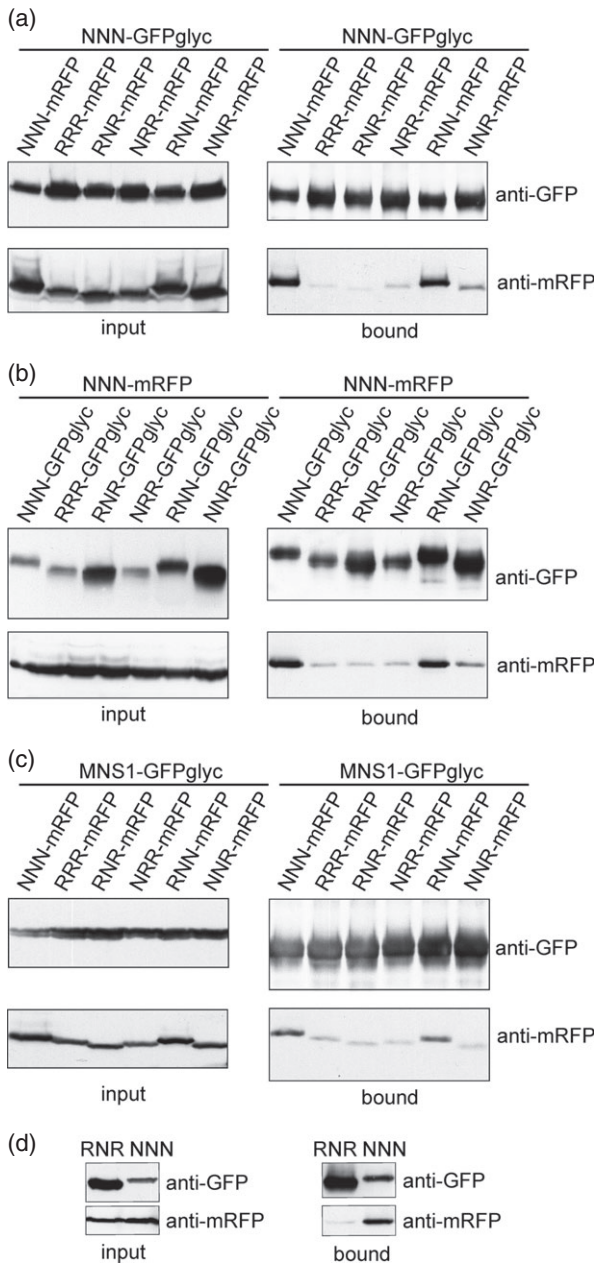 (a)
NNN-GFPglyc NNN-GFPglyc
NNN-mRFP RRR-mRFP RNR-mRFP NRR-mRFP RNN-mRFP NNR-mRFP NNN-mRFP RRR-mRFP RNR-mRFP NRR-mRFP RNN-mRFP NNR-mRFP
anti-GFP
anti-mRFP
input bound
(b)
NNN-mRFP NNN-mRFP
NNN-GFPglyc RRR-GFPglyc RNR-GFPglyc NRR-GFPglyc RNN-GFPglyc NNR-GFPglyc NNN-GFPglyc RRR-GFPglyc RNR-GFPglyc NRR-GFPglyc RNN-GFPglyc NNR-GFPglyc
anti-GFP
anti-mRFP
input bound
(c)
MNS1-GFPglyc MNS1-GFPglyc
NNN-mRFP RRR-mRFP RNR-mRFP NRR-mRFP RNN-mRFP NNR-mRFP NNN-mRFP RRR-mRFP RNR-mRFP NRR-mRFP RNN-mRFP NNR-mRFP
anti-GFP
anti-mRFP
input bound
(d)
RNR NNN RNR NNN
anti-GFP anti-GFP
anti-mRFP anti-mRFP
input bound